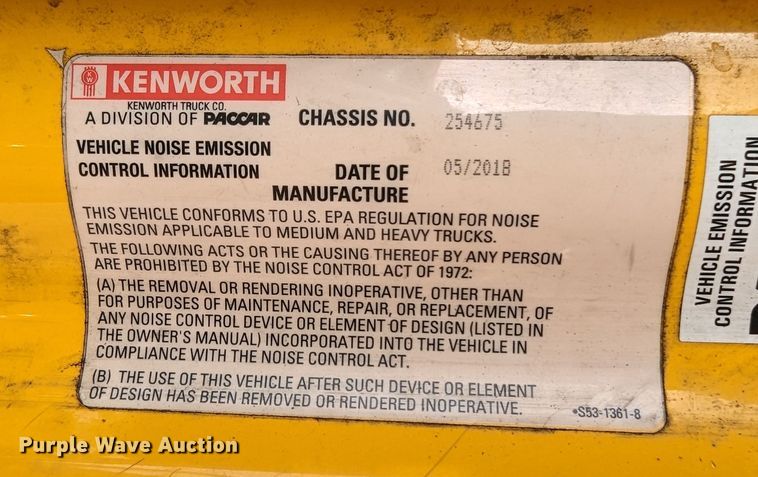 KENWORTH
KENWORTH TRUCK CO.
A DIVISION OF PACCAR
CHASSIS NO. 254675
VEHICLE NOISE EMISSION
CONTROL INFORMATION
DATE OF
MANUFACTURE
05/2018
THIS VEHICLE CONFORMS TO U.S. EPA REGULATION FOR NOISE
EMISSION APPLICABLE TO MEDIUM AND HEAVY TRUCKS.
THE FOLLOWING ACTS OR THE CAUSING THEREOF BY ANY PERSON
ARE PROHIBITED BY THE NOISE CONTROL ACT OF 1972:
(A) THE REMOVAL OR RENDERING INOPERATIVE, OTHER THAN
FOR PURPOSES OF MAINTENANCE, REPAIR, OR REPLACEMENT, OF
ANY NOISE CONTROL DEVICE OR ELEMENT OF DESIGN (LISTED IN
THE OWNER'S MANUAL) INCORPORATED INTO THE VEHICLE IN
COMPLIANCE WITH THE NOISE CONTROL ACT.
(B) THE USE OF THIS VEHICLE AFTER SUCH DEVICE OR ELEMENT
OF DESIGN HAS BEEN REMOVED OR RENDERED INOPERATIVE.
•S53-1361-8
VEHICLE EMISSION
CONTROL INFORMATION
Purple Wave Auction